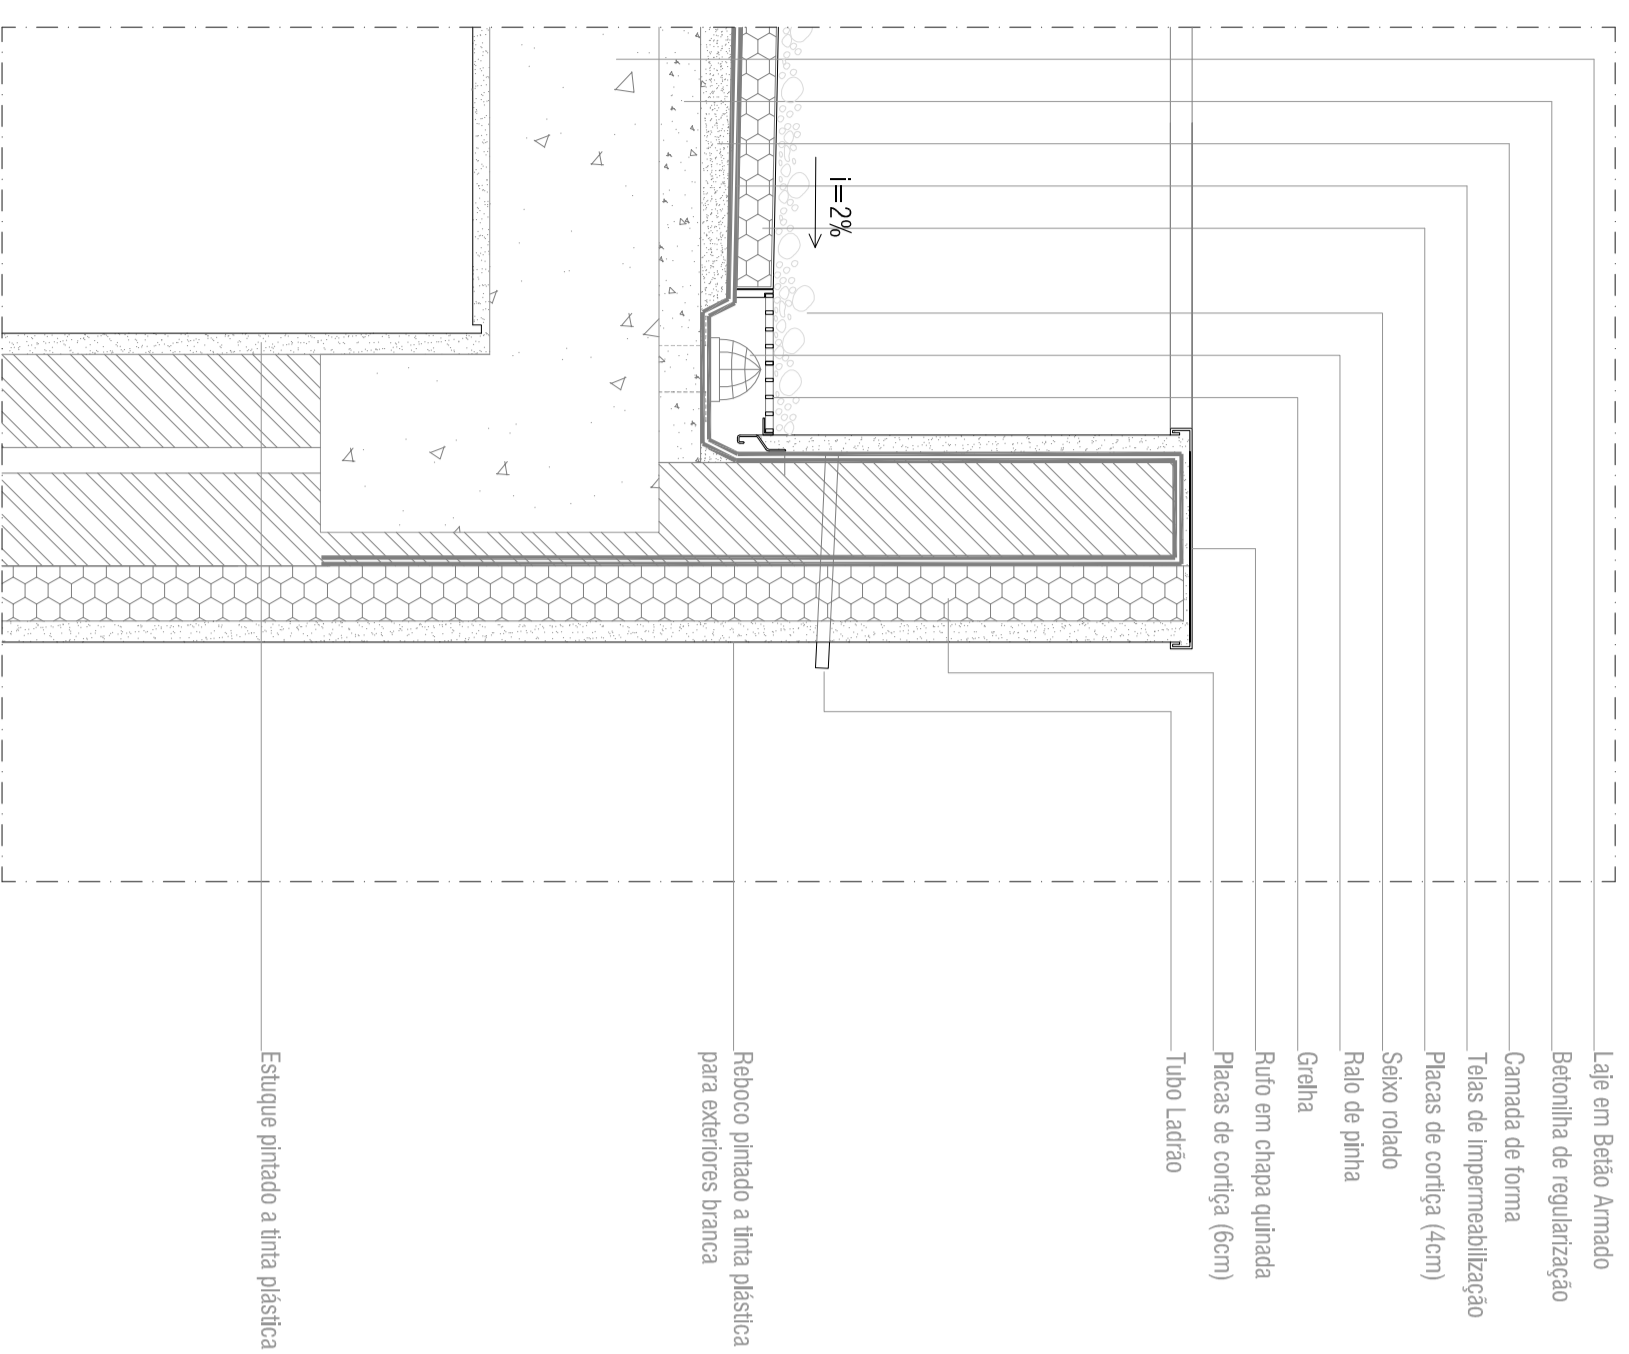 Laje em Betão Armado
Betonilha de regularização
Camada de forma
Telas de impermeabilização
Placas de cortiça (4cm)
Seixo rolado
Ralo de pinha
Grelha
Rufo em chapa quinada
Placas de cortiça (6cm)
Tubo Ladrão
i=2%
Reboco pintado a tinta plástica
para exteriores branca
Estuque pintado a tinta plástica